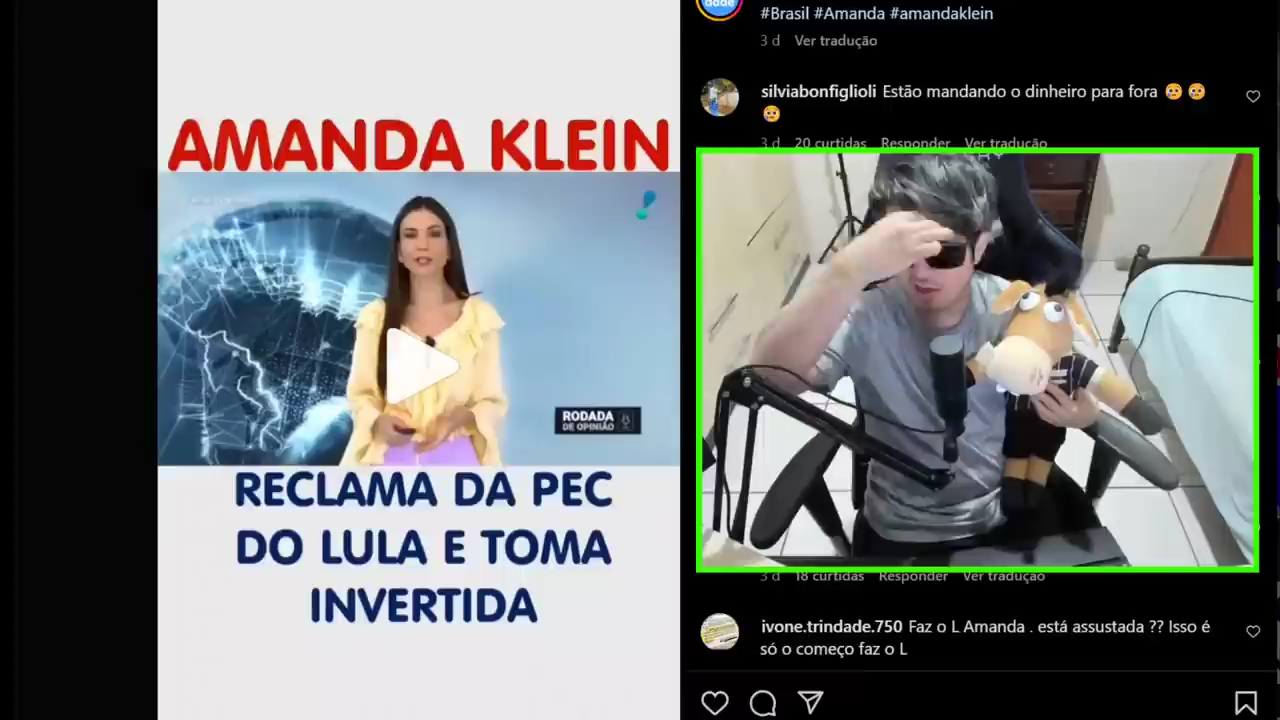 AMANDA KLEIN
RODADA
DE OPINIÃO
RECLAMA DA PEC
DO LULA E TOMA
INVERTIDA
dade
#Brasil #Amanda #amandaklein
3 d Ver tradução
silviabonfiglioli Estão mandando o dinheiro para fora 😢 😢
😢
3 d 20 curtidas Responder Ver tradução
3 d 18 curtidas Responder Ver tradução
ivone.trindade.750 Faz o L Amanda . está assustada ?? Isso é
só o começo faz o L